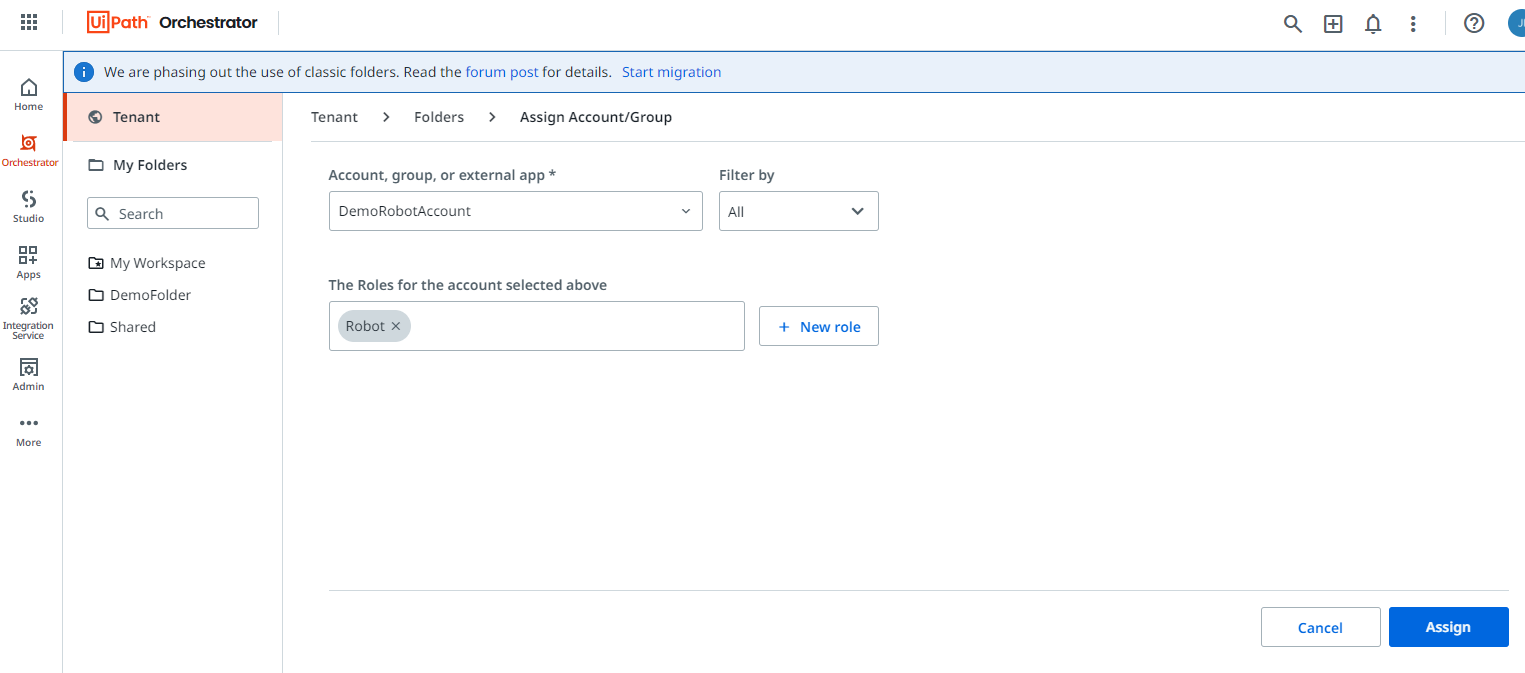 UiPath Orchestrator
JU
We are phasing out the use of classic folders. Read the forum post for details. Start migration
Home
Orchestrator
Studio
Apps
Integration
Service
Admin
More
Tenant
My Folders
Search
My Workspace
DemoFolder
Shared
Tenant > Folders > Assign Account/Group
Account, group, or external app *
DemoRobotAccount
Filter by
All
The Roles for the account selected above
Robot ×
+ New role
Cancel
Assign